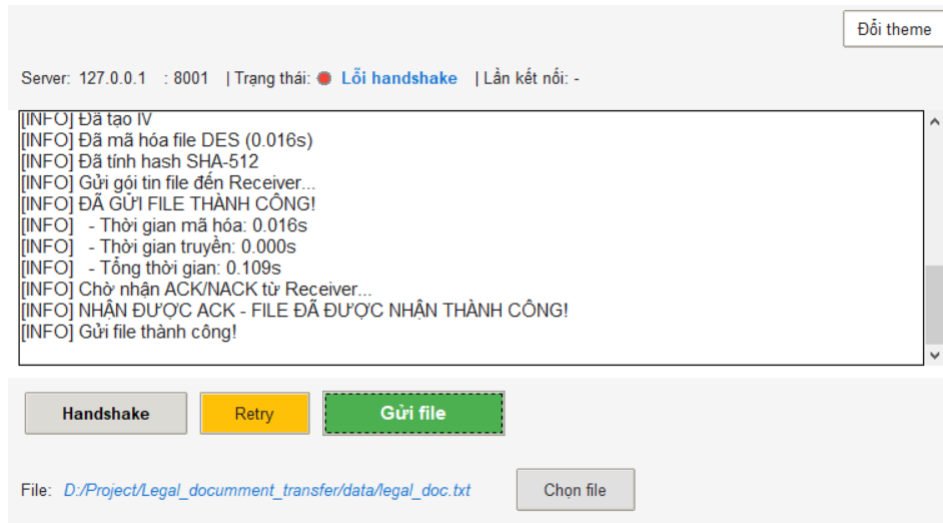 Đổi theme
Server: 127.0.0.1 : 8001 | Trạng thái: Lỗi handshake | Lần kết nối: -
[INFO] Đã tạo IV
[INFO] Đã mã hóa file DES (0.016s)
[INFO] Đã tính hash SHA-512
[INFO] Gửi gói tin file đến Receiver...
[INFO] ĐÃ GỬI FILE THÀNH CÔNG!
[INFO] - Thời gian mã hóa: 0.016s
[INFO] - Thời gian truyền: 0.000s
[INFO] - Tổng thời gian: 0.109s
[INFO] Chờ nhận ACK/NACK từ Receiver...
[INFO] NHẬN ĐƯỢC ACK - FILE ĐÃ ĐƯỢC NHẬN THÀNH CÔNG!
[INFO] Gửi file thành công!
Handshake Retry Gửi file
File: D:/Project/Legal_documment_transfer/data/legal_doc.txt Chọn file